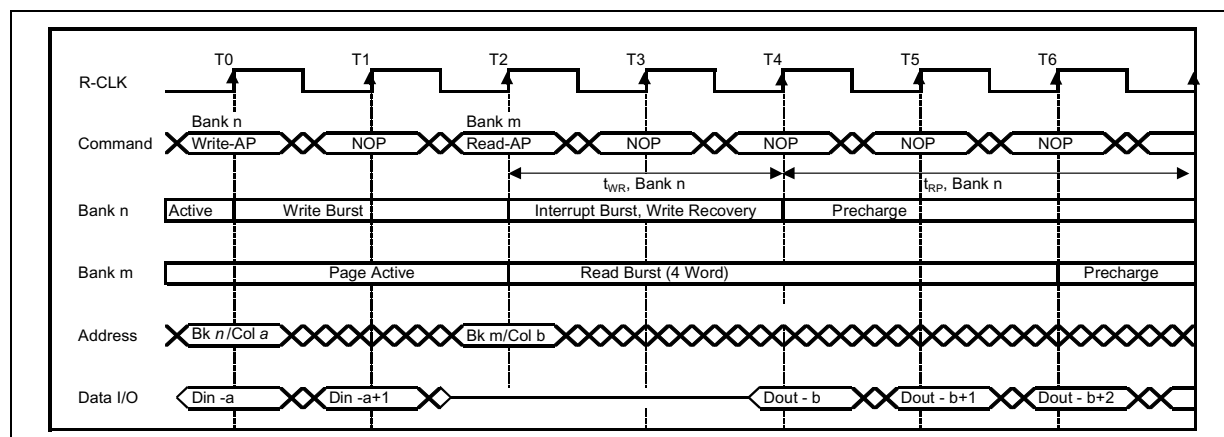 T0 T1 T2 T3 T4 T5 T6
R-CLK
Bank n Bank m
Command Write-AP NOP Read-AP NOP NOP NOP NOP
tWR, Bank n tRP, Bank n
Bank n Active Write Burst Interrupt Burst, Write Recovery Precharge
Bank m Page Active Read Burst (4 Word) Precharge
Address Bk n/Col a Bk m/Col b
Data I/O Din -a Din -a+1 Dout - b Dout - b+1 Dout - b+2